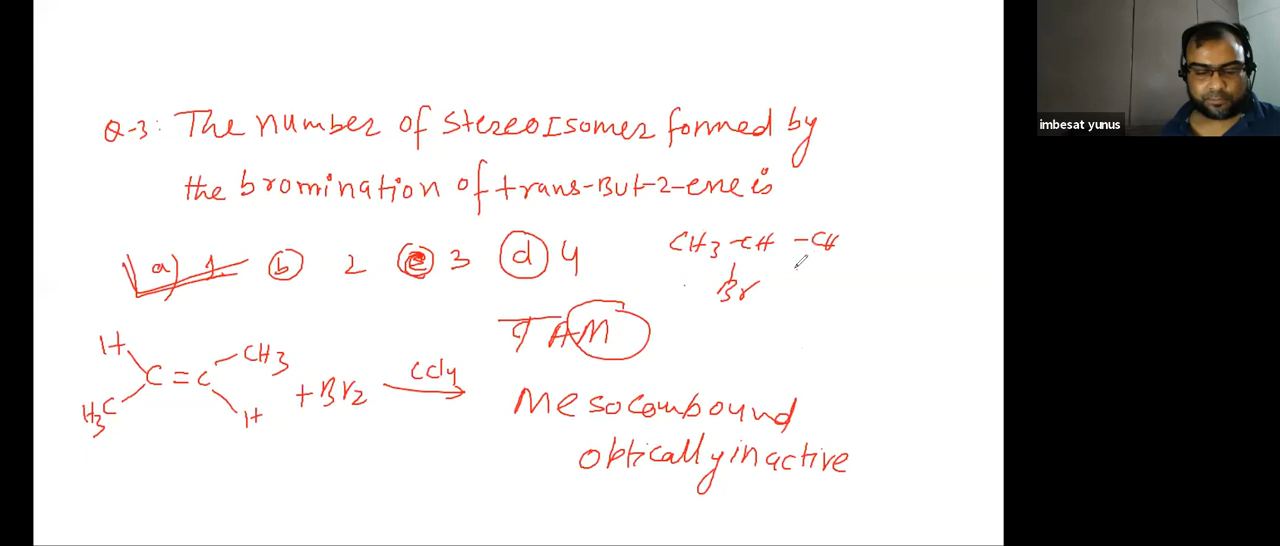 Q-3: The number of StereoIsomer formed by
the bromination of trans-But-2-ene is
a) 1 b 2 c 3 d 4
CH3-CH-CH
Br
TAM
H
CH3
C=C
H3C
H
+Br2
CCl4
Mesocompound
optically inactive
imbesat yunus